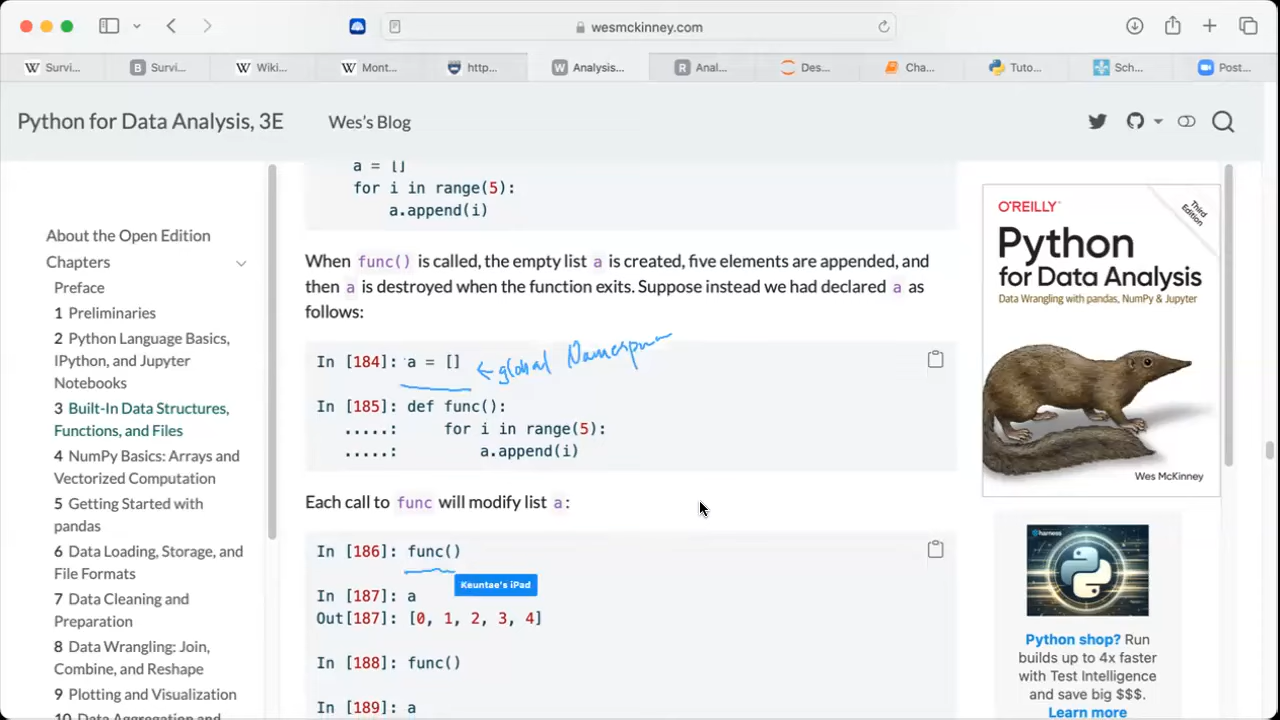 wesmckinney.com
Survi...
Survi...
Wiki...
Mont...
http...
Analysis...
Anal...
Des...
Cha...
Tuto...
Sch...
Post...
Python for Data Analysis, 3E
Wes's Blog
About the Open Edition
Chapters
Preface
1 Preliminaries
2 Python Language Basics,
IPython, and Jupyter
Notebooks
3 Built-In Data Structures,
Functions, and Files
4 NumPy Basics: Arrays and
Vectorized Computation
5 Getting Started with
pandas
6 Data Loading, Storage, and
File Formats
7 Data Cleaning and
Preparation
8 Data Wrangling: Join,
Combine, and Reshape
9 Plotting and Visualization
10 Data Aggregation and
a = []
for i in range(5):
a.append(i)
When func() is called, the empty list a is created, five elements are appended, and
then a is destroyed when the function exits. Suppose instead we had declared a as
follows:
In [184]: a = [] ← global
In [185]: def func():
.....: for i in range(5):
.....: a.append(i)
Each call to func will modify list a:
In [186]: func()
Keuntae's iPad
In [187]: a
Out[187]: [0, 1, 2, 3, 4]
In [188]: func()
In [189]: a
O'REILLY
Third
Edition
Python
for Data Analysis
Data Wrangling with pandas, NumPy & Jupyter
Wes McKinney
harness
Python shop? Run
builds up to 4x faster
with Test Intelligence
and save big $$$.
Learn more